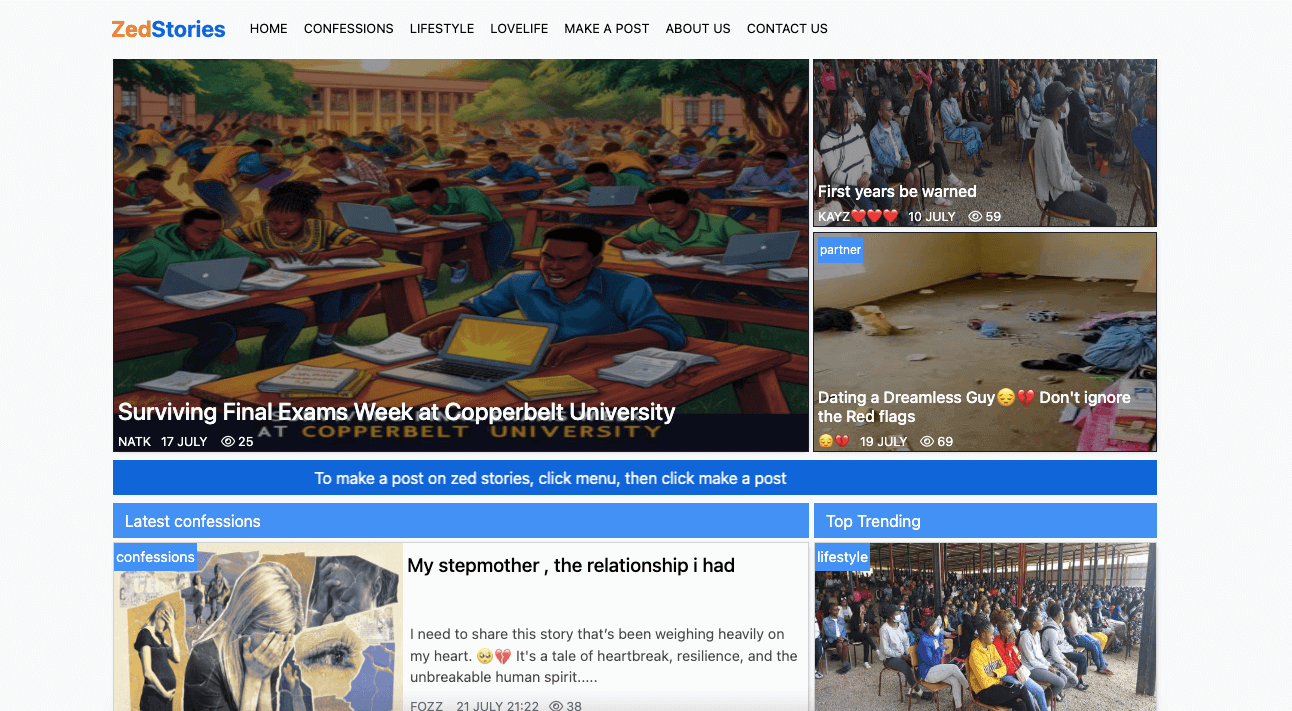 ZedStories HOME CONFESSIONS LIFESTYLE LOVELIFE MAKE A POST ABOUT US CONTACT US
Surviving Final Exams Week at Copperbelt University
AT COPPERBELT UNIVERSITY
NATK 17 JULY 25
First years be warned
KAYZ❤️❤️❤️ 10 JULY 59
partner
Dating a Dreamless Guy😔💔 Don't ignore
the Red flags
😔💔 19 JULY 69
To make a post on zed stories, click menu, then click make a post
Latest confessions
confessions
My stepmother , the relationship i had
I need to share this story that’s been weighing heavily on
my heart. 🥺💔 It's a tale of heartbreak, resilience, and the
unbreakable human spirit.....
FOZZ 21 JULY 21:22 38
Top Trending
lifestyle